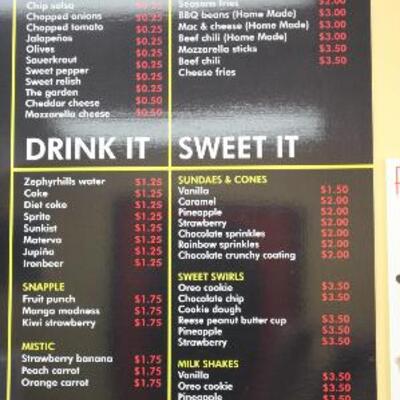 Chip salsa $0.25
Chopped onions $0.25
Chopped tomato $0.25
Jalapeños $0.25
Olives $0.25
Sauerkraut $0.25
Sweet pepper $0.25
Sweet relish $0.25
The garden $0.25
Cheddar cheese $0.50
Mozzarella cheese $0.50
Seasons fries $2.00
BBQ beans (Home Made) $3.00
Mac & cheese (Home Made) $3.00
Beef chili (Home Made) $3.00
Mozzarella sticks $3.50
Beef chili $3.50
Cheese fries
DRINK IT
Zephyrhills water $1.25
Coke $1.25
Diet coke $1.25
Sprite $1.25
Sunkist $1.25
Materva $1.25
Jupiña $1.25
Ironbeer $1.25
SNAPPLE
Fruit punch $1.75
Mango madness $1.75
Kiwi strawberry $1.75
MISTIC
Strawberry banana $1.75
Peach carrot $1.75
Orange carrot $1.75
SWEET IT
SUNDAES & CONES
Vanilla $1.50
Caramel $2.00
Pineapple $2.00
Strawberry $2.00
Chocolate sprinkles $2.00
Rainbow sprinkles $2.00
Chocolate crunchy coating $2.00
SWEET SWIRLS
Oreo cookie $3.50
Chocolate chip $3.50
Cookie dough
Reese peanut butter cup $3.50
Pineapple $3.50
Strawberry $3.50
MILK SHAKES
Vanilla $3.50
Oreo cookie $3.50
Pineapple $3.50